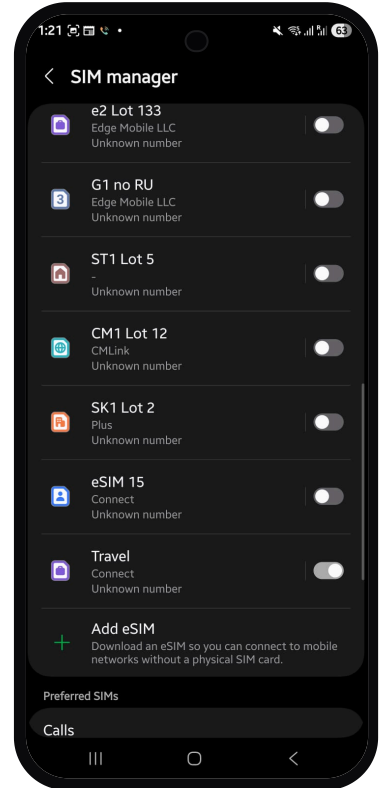 1:21
63
SIM manager
e2 Lot 133
Edge Mobile LLC
Unknown number
3
G1 no RU
Edge Mobile LLC
Unknown number
ST1 Lot 5
-
Unknown number
CM1 Lot 12
CMLink
Unknown number
SK1 Lot 2
Plus
Unknown number
eSIM 15
Connect
Unknown number
Travel
Connect
Unknown number
Add eSIM
Download an eSIM so you can connect to mobile
networks without a physical SIM card.
Preferred SIMs
Calls